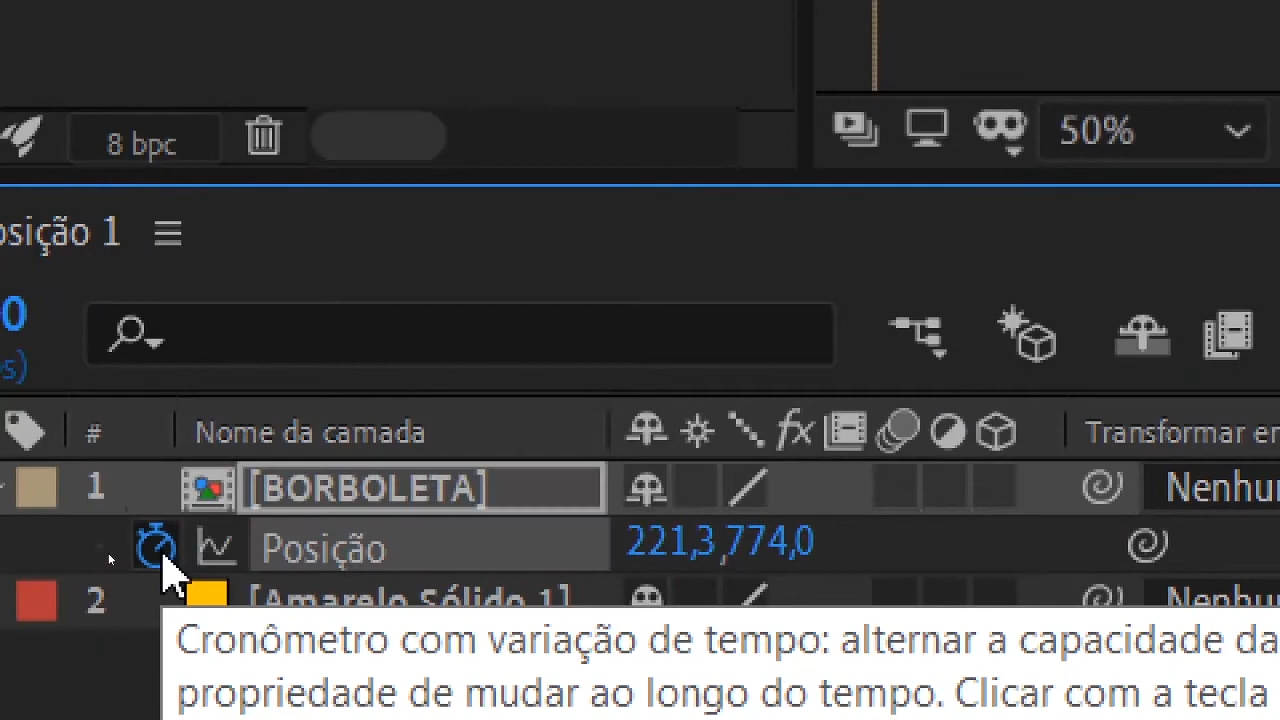 8 bpc
50%
osição 1
0
s)
# Nome da camada fx Transformar en
1 [BORBOLETA] Nenhu
Posição 221,3,774,0
2 [Amarelo Sólido 1] Nenhu
Cronômetro com variação de tempo: alternar a capacidade da
propriedade de mudar ao longo do tempo. Clicar com a tecla